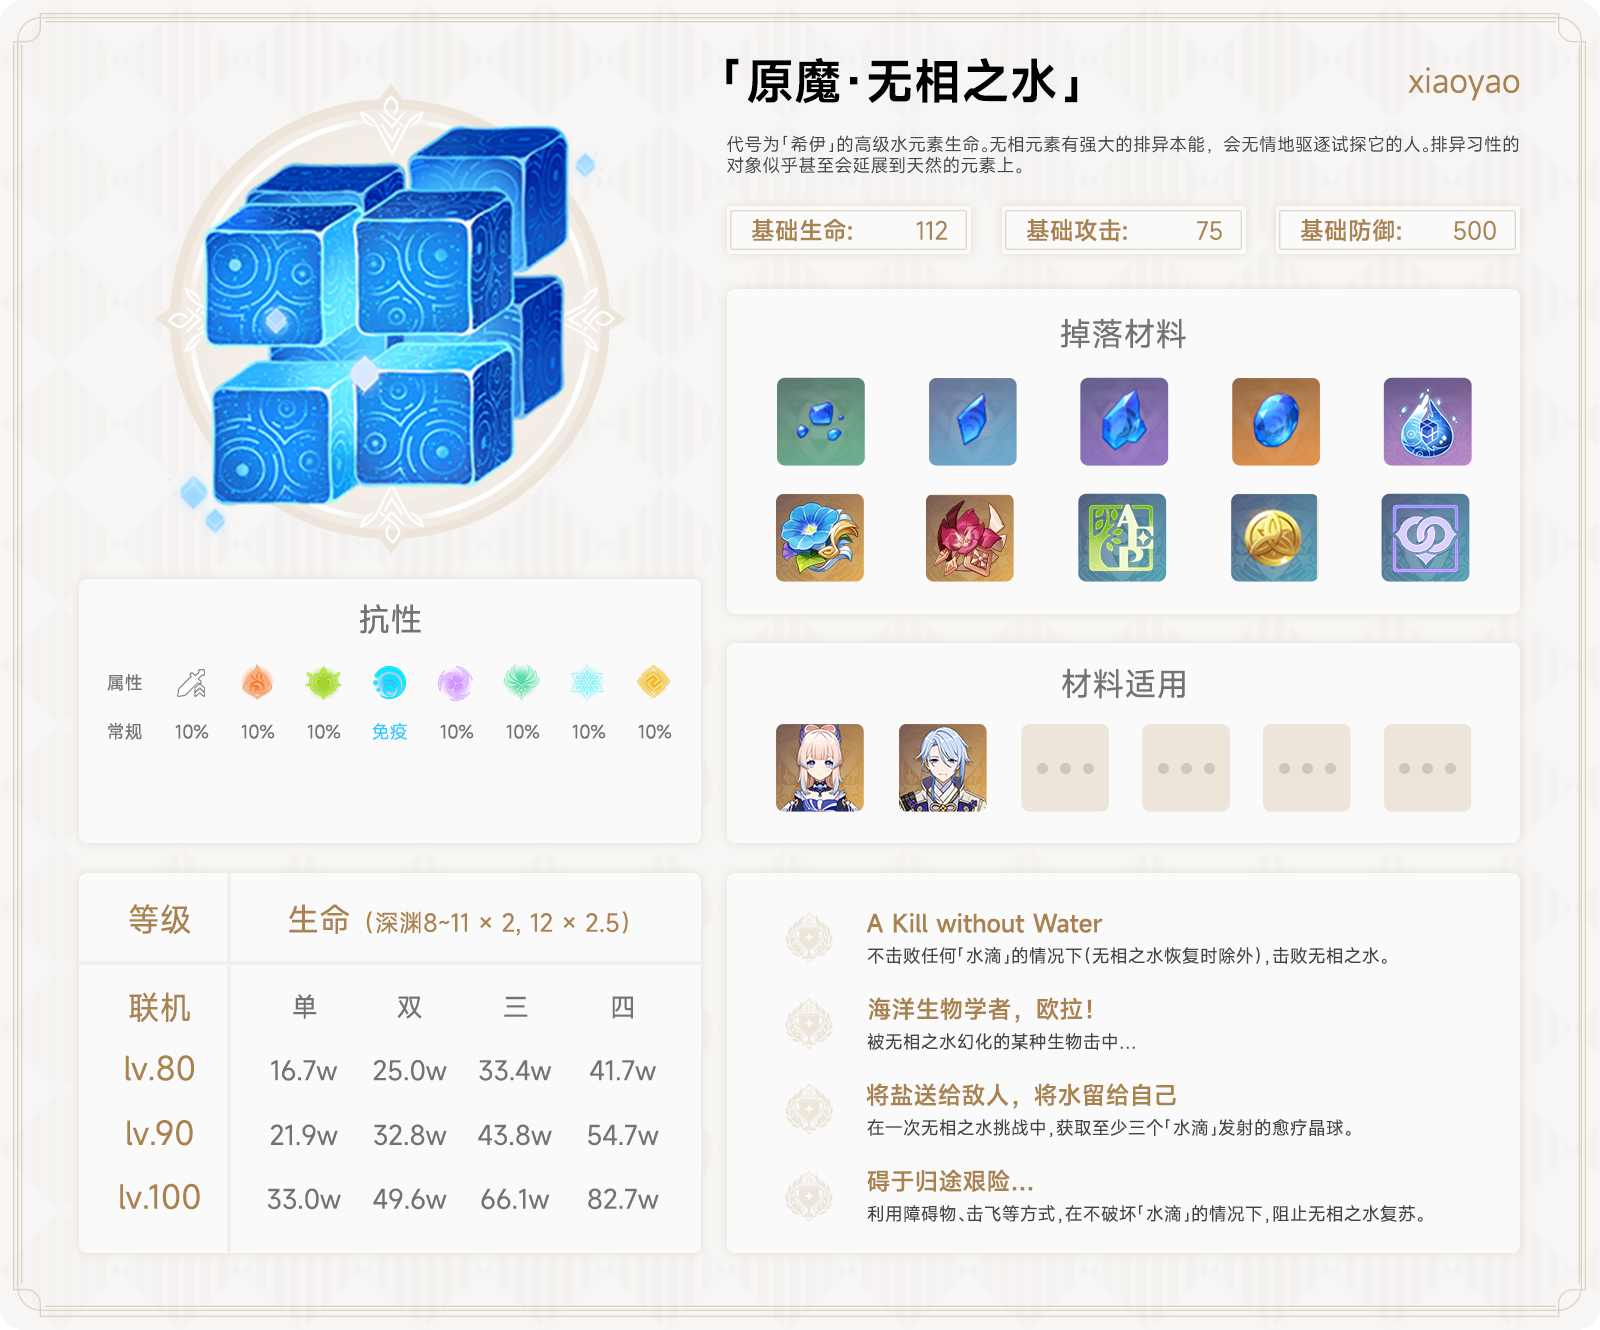 「原魔·无相之水」
xiaoyao
代号为「希伊」的高级水元素生命。无相元素有强大的排异本能，会无情地驱逐试探它的人。排异习性的
对象似乎甚至会延展到天然的元素上。
基础生命: 112
基础攻击: 75
基础防御: 500
掉落材料
AEP
抗性
属性
常规 10% 10% 10% 免疫 10% 10% 10% 10%
材料适用
等级 生命（深渊8~11 × 2, 12 × 2.5）
联机 单 双 三 四
lv.80 16.7w 25.0w 33.4w 41.7w
lv.90 21.9w 32.8w 43.8w 54.7w
lv.100 33.0w 49.6w 66.1w 82.7w
A Kill without Water
不击败任何「水滴」的情况下（无相之水恢复时除外），击败无相之水。
海洋生物学者，欧拉！
被无相之水幻化的某种生物击中…
将盐送给敌人，将水留给自己
在一次无相之水挑战中，获取至少三个「水滴」发射的愈疗晶球。
碍于归途艰险…
利用障碍物、击飞等方式，在不破坏「水滴」的情况下，阻止无相之水复苏。